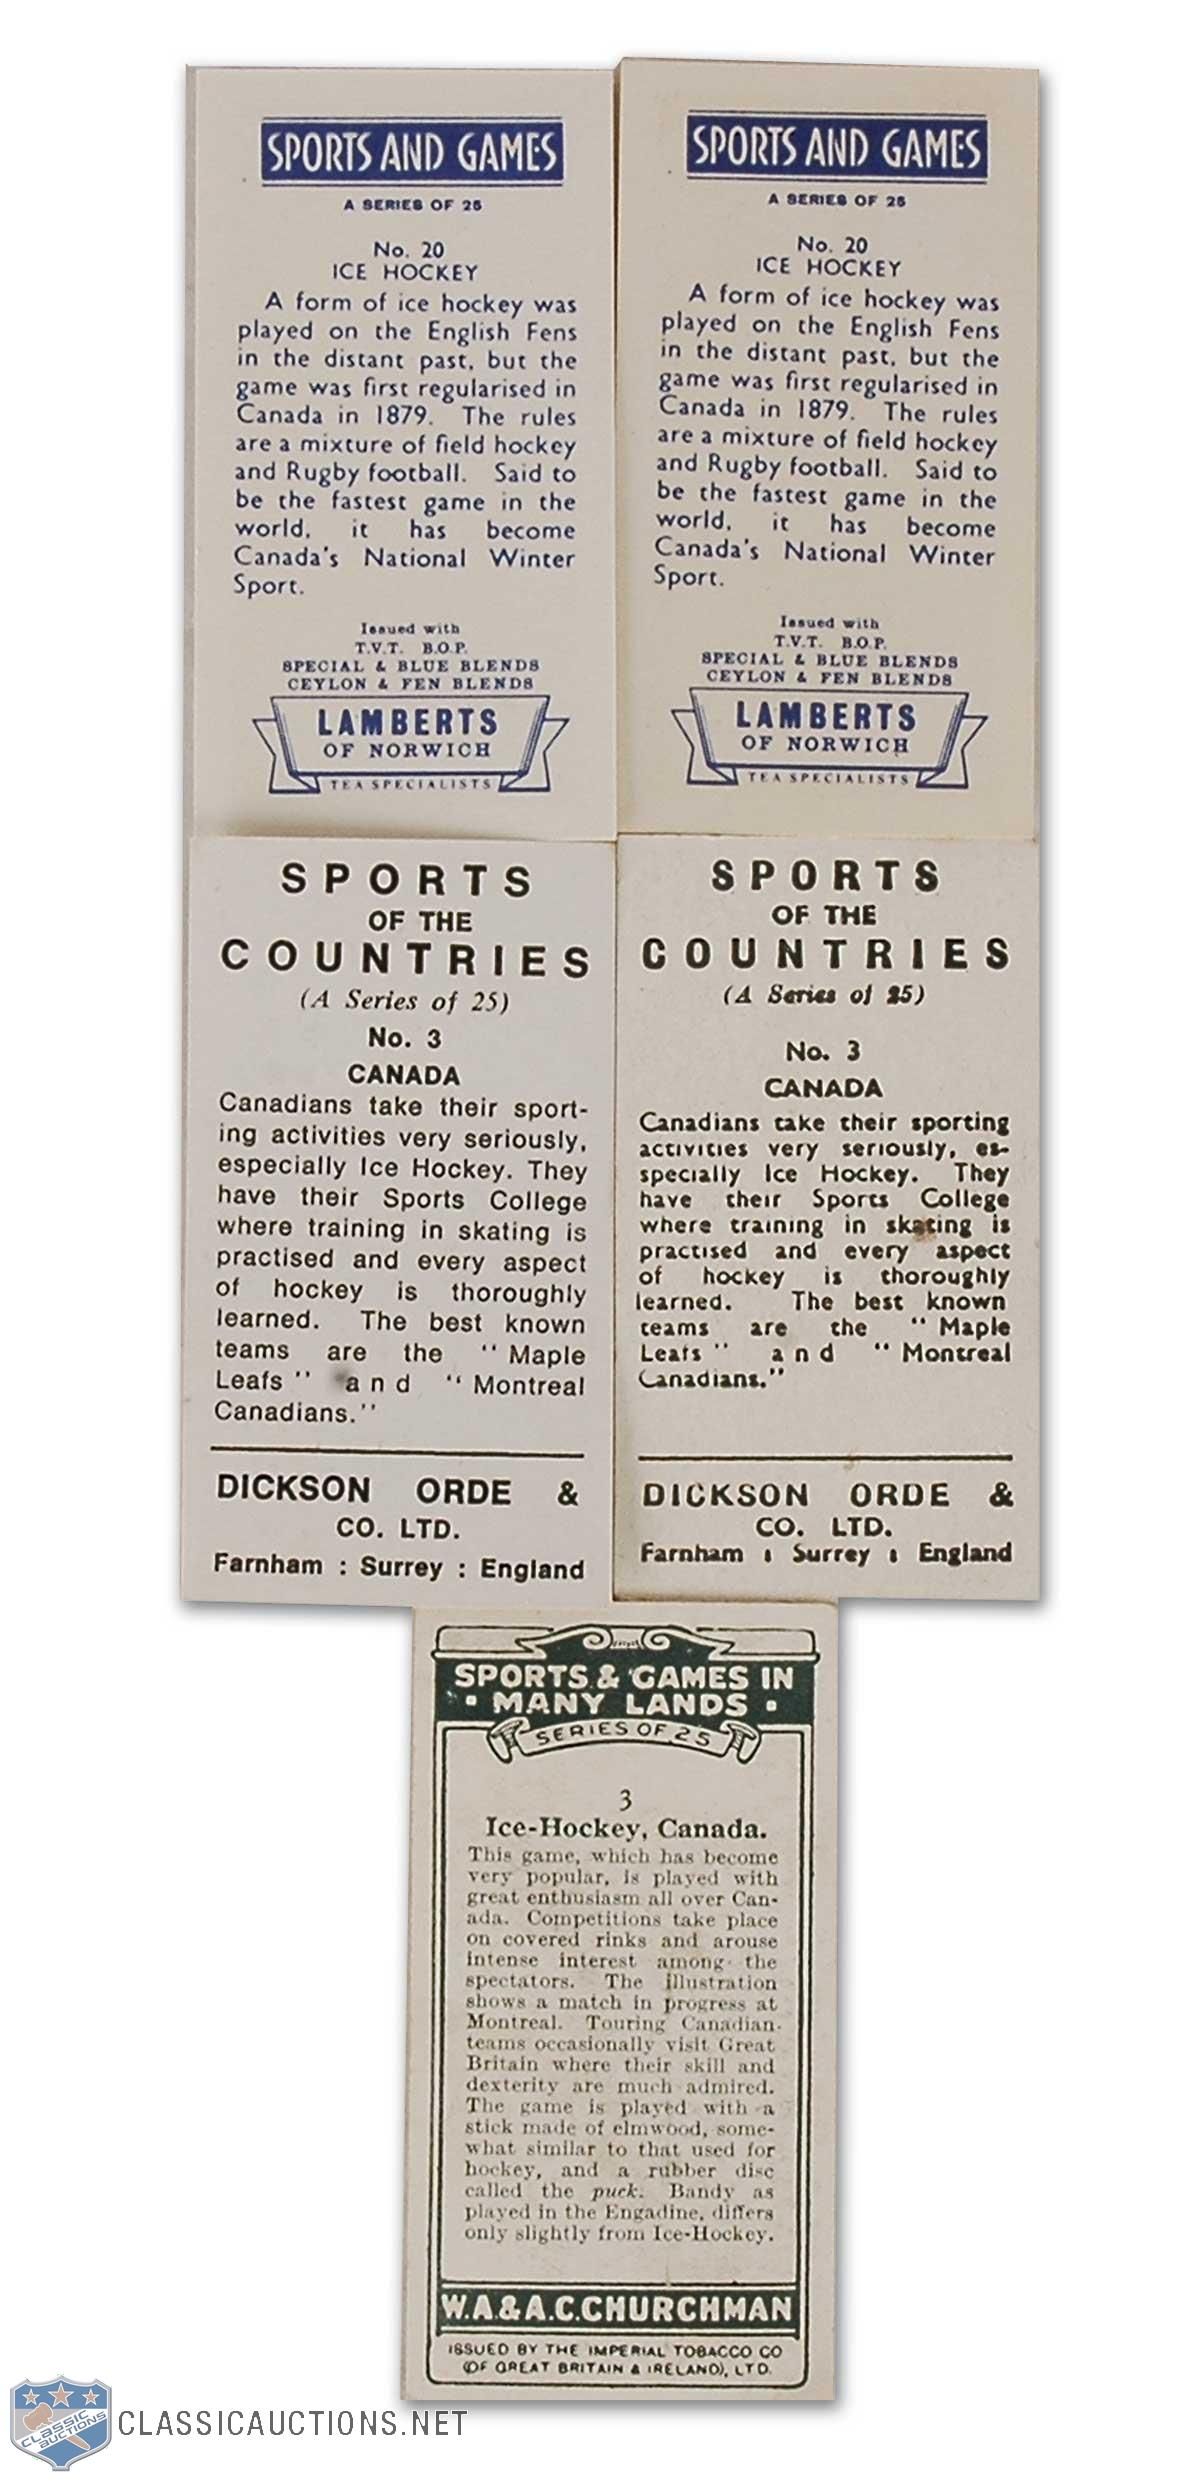 SPORTS AND GAMES
A SERIES OF 25
No. 20
ICE HOCKEY
A form of ice hockey was
played on the English Fens
in the distant past, but the
game was first regularised in
Canada in 1879. The rules
are a mixture of field hockey
and Rugby football. Said to
be the fastest game in the
world, it has become
Canada's National Winter
Sport.
Issued with
T.V.T. B.O.P.
SPECIAL & BLUE BLENDS
CEYLON & FEN BLENDS
LAMBERTS
OF NORWICH
TEA SPECIALISTS
SPORTS AND GAMES
A SERIES OF 25
No. 20
ICE HOCKEY
A form of ice hockey was
played on the English Fens
in the distant past, but the
game was first regularised in
Canada in 1879. The rules
are a mixture of field hockey
and Rugby football. Said to
be the fastest game in the
world, it has become
Canada's National Winter
Sport.
Issued with
T.V.T. B.O.P.
SPECIAL & BLUE BLENDS
CEYLON & FEN BLENDS
LAMBERTS
OF NORWICH
TEA SPECIALISTS
SPORTS
OF THE
COUNTRIES
(A Series of 25)
No. 3
CANADA
Canadians take their sport-
ing activities very seriously,
especially Ice Hockey. They
have their Sports College
where training in skating is
practised and every aspect
of hockey is thoroughly
learned. The best known
teams are the "Maple
Leafs" and "Montreal
Canadians."
DICKSON ORDE &
CO. LTD.
Farnham : Surrey : England
SPORTS
OF THE
COUNTRIES
(A Series of 25)
No. 3
CANADA
Canadians take their sporting
activities very seriously, es-
pecially Ice Hockey. They
have their Sports College
where training in skating is
practised and every aspect
of hockey is thoroughly
learned. The best known
teams are the "Maple
Leafs" and "Montreal
Canadians."
DICKSON ORDE &
CO. LTD.
Farnham : Surrey : England
SPORTS & GAMES IN
• MANY LANDS •
SERIES OF 25
3
Ice-Hockey, Canada.
This game, which has become
very popular, is played with
great enthusiasm all over Can-
ada. Competitions take place
on covered rinks and arouse
intense interest among the
spectators. The illustration
shows a match in progress at
Montreal. Touring Canadian
teams occasionally visit Great
Britain where their skill and
dexterity are much admired.
The game is played with a
stick made of elmwood, some-
what similar to that used for
hockey, and a rubber disc
called the puck. Bandy as
played in the Engadine, differs
only slightly from Ice-Hockey.
W.A.& A.C.CHURCHMAN
ISSUED BY THE IMPERIAL TOBACCO CO
(OF GREAT BRITAIN & IRELAND), LTD.
CLASSIC
AUCTIONS
CLASSICAUCTIONS.NET